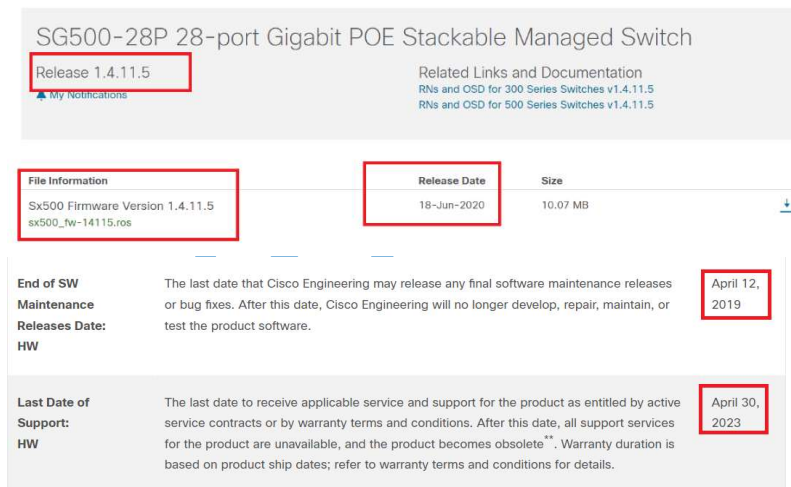 SG500-28P 28-port Gigabit POE Stackable Managed Switch
Release 1.4.11.5
My Notifications
Related Links and Documentation
RNs and OSD for 300 Series Switches v1.4.11.5
RNs and OSD for 500 Series Switches v1.4.11.5
File Information Release Date Size
Sx500 Firmware Version 1.4.11.5 18-Jun-2020 10.07 MB
sx500_fw-14115.ros
End of SW
Maintenance
Releases Date:
HW
The last date that Cisco Engineering may release any final software maintenance releases
or bug fixes. After this date, Cisco Engineering will no longer develop, repair, maintain, or
test the product software.
April 12,
2019
Last Date of
Support:
HW
The last date to receive applicable service and support for the product as entitled by active
service contracts or by warranty terms and conditions. After this date, all support services
for the product are unavailable, and the product becomes obsolete**. Warranty duration is
based on product ship dates; refer to warranty terms and conditions for details.
April 30,
2023